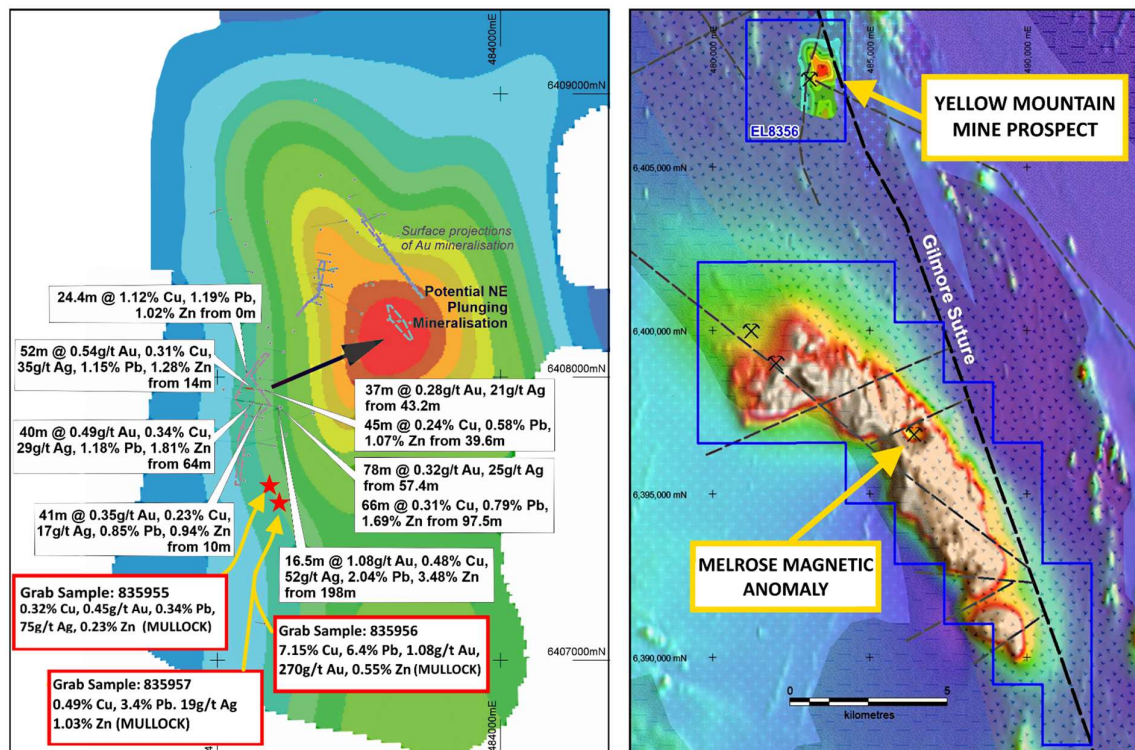 484000mE
6409000mN
Surface projections
of Au mineralisation
Potential NE
Plunging
Mineralisation
24.4m @ 1.12% Cu, 1.19% Pb,
1.02% Zn from 0m
6408000mN
52m @ 0.54g/t Au, 0.31% Cu,
35g/t Ag, 1.15% Pb, 1.28% Zn
from 14m
37m @ 0.28g/t Au, 21g/t Ag
from 43.2m
45m @ 0.24% Cu, 0.58% Pb,
1.07% Zn from 39.6m
40m @ 0.49g/t Au, 0.34% Cu,
29g/t Ag, 1.18% Pb, 1.81% Zn
from 64m
78m @ 0.32g/t Au, 25g/t Ag
from 57.4m
66m @ 0.31% Cu, 0.79% Pb,
1.69% Zn from 97.5m
41m @ 0.35g/t Au, 0.23% Cu,
17g/t Ag, 0.85% Pb, 0.94% Zn
from 10m
16.5m @ 1.08g/t Au, 0.48% Cu,
52g/t Ag, 2.04% Pb, 3.48% Zn
from 198m
Grab Sample: 835955
0.32% Cu, 0.45g/t Au, 0.34% Pb,
75g/t Ag, 0.23% Zn (MULLOCK)
Grab Sample: 835956
7.15% Cu, 6.4% Pb, 1.08g/t Au,
270g/t Au, 0.55% Zn (MULLOCK)
6407000mN
Grab Sample: 835957
0.49% Cu, 3.4% Pb. 19g/t Ag
1.03% Zn (MULLOCK)
484000mE
480,000 mE
485,000 mE
490,000 mE
YELLOW MOUNTAIN
MINE PROSPECT
EL8356
6,405,000 mN
Gilmore Suture
6,400,000 mN
6,395,000 mN
MELROSE MAGNETIC
ANOMALY
6,390,000 mN
0
5
kilometres